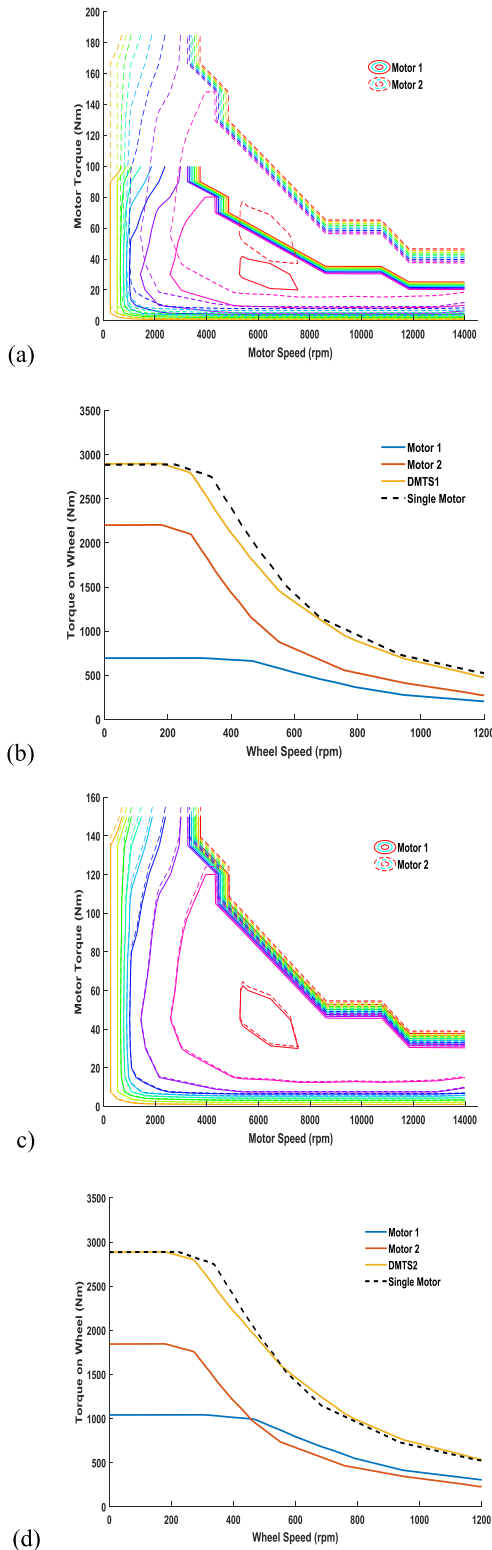 200
180
160
140
120
100
80
60
40
20
0
Motor Torque (Nm)
Motor 1
Motor 2
0 2000 4000 6000 8000 10000 12000 14000
Motor Speed (rpm)
(a)
3500
3000
2500
2000
1500
1000
500
0
Torque on Wheel (Nm)
Motor 1
Motor 2
DMTS1
Single Motor
0 200 400 600 800 1000 1200
Wheel Speed (rpm)
(b)
160
140
120
100
80
60
40
20
0
Motor Torque (Nm)
Motor 1
Motor 2
0 2000 4000 6000 8000 10000 12000 14000
Motor Speed (rpm)
c)
3500
3000
2500
2000
1500
1000
500
0
Torque on Wheel (Nm)
Motor 1
Motor 2
DMTS2
Single Motor
0 200 400 600 800 1000 1200
Wheel Speed (rpm)
(d)